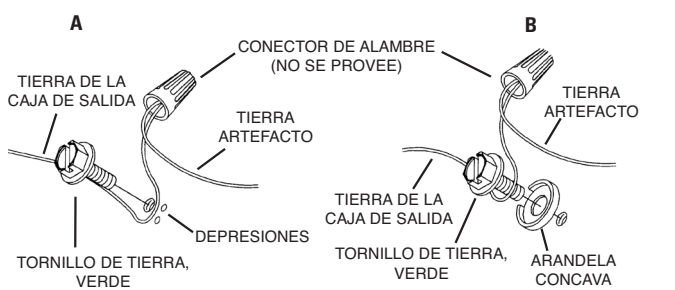 A
B
CONECTOR DE ALAMBRE
(NO SE PROVEE)
TIERRA DE LA
CAJA DE SALIDA
TIERRA
ARTEFACTO
TIERRA
ARTEFACTO
DEPRESIONES
TORNILLO DE TIERRA,
VERDE
TIERRA DE LA
CAJA DE SALIDA
TORNILLO DE TIERRA,
VERDE
ARANDELA
CONCAVA